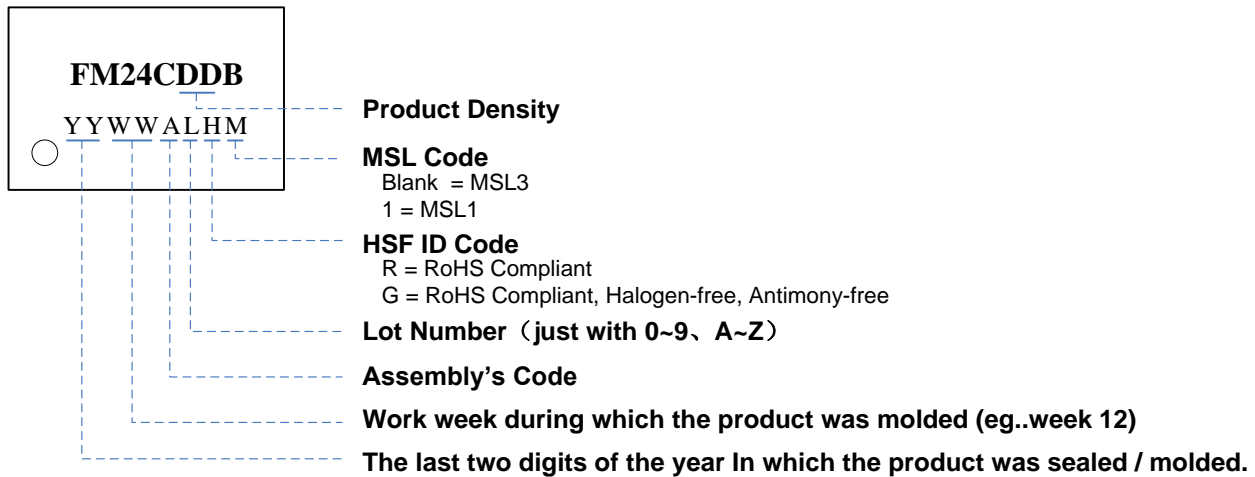 FM24CDDB
YYWWALHM
Product Density
MSL Code
Blank = MSL3
1 = MSL1
HSF ID Code
R = RoHS Compliant
G = RoHS Compliant, Halogen-free, Antimony-free
Lot Number（just with 0~9、A~Z）
Assembly's Code
Work week during which the product was molded (eg..week 12)
The last two digits of the year In which the product was sealed / molded.